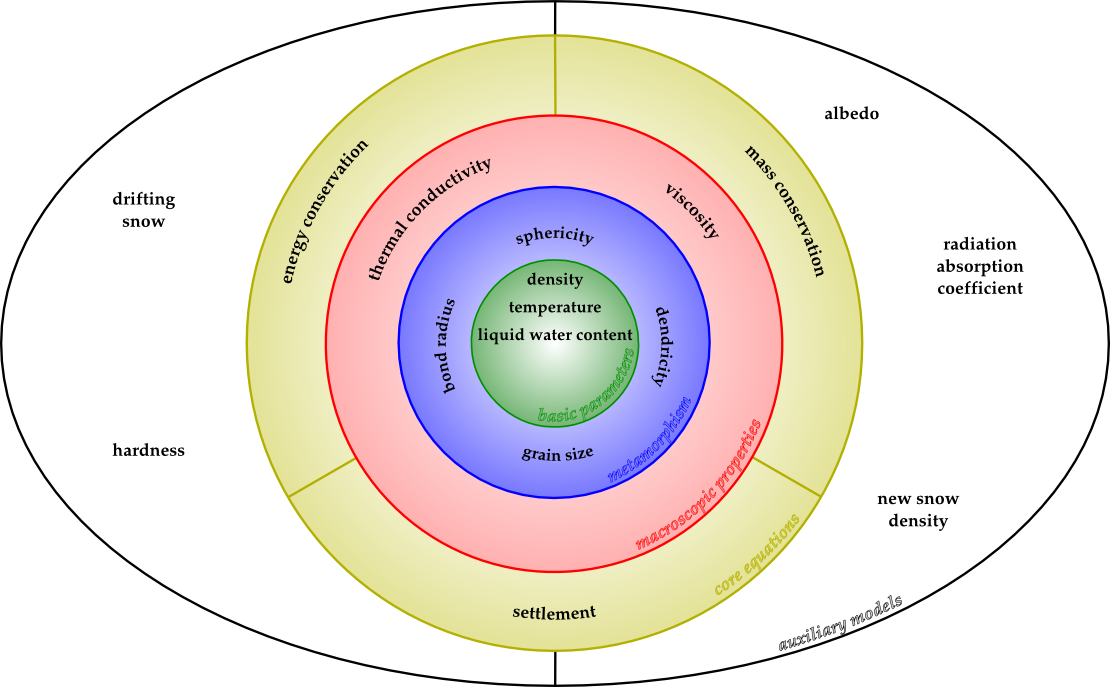 albedo
energy conservation
mass conservation
thermal conductivity
viscosity
drifting
snow
sphericity
radiation
absorption
coefficient
density
temperature
liquid water content
bond radius
dendricity
basic parameters
hardness
grain size
metamorphism
macroscopic properties
new snow
density
core equations
settlement
auxiliary models